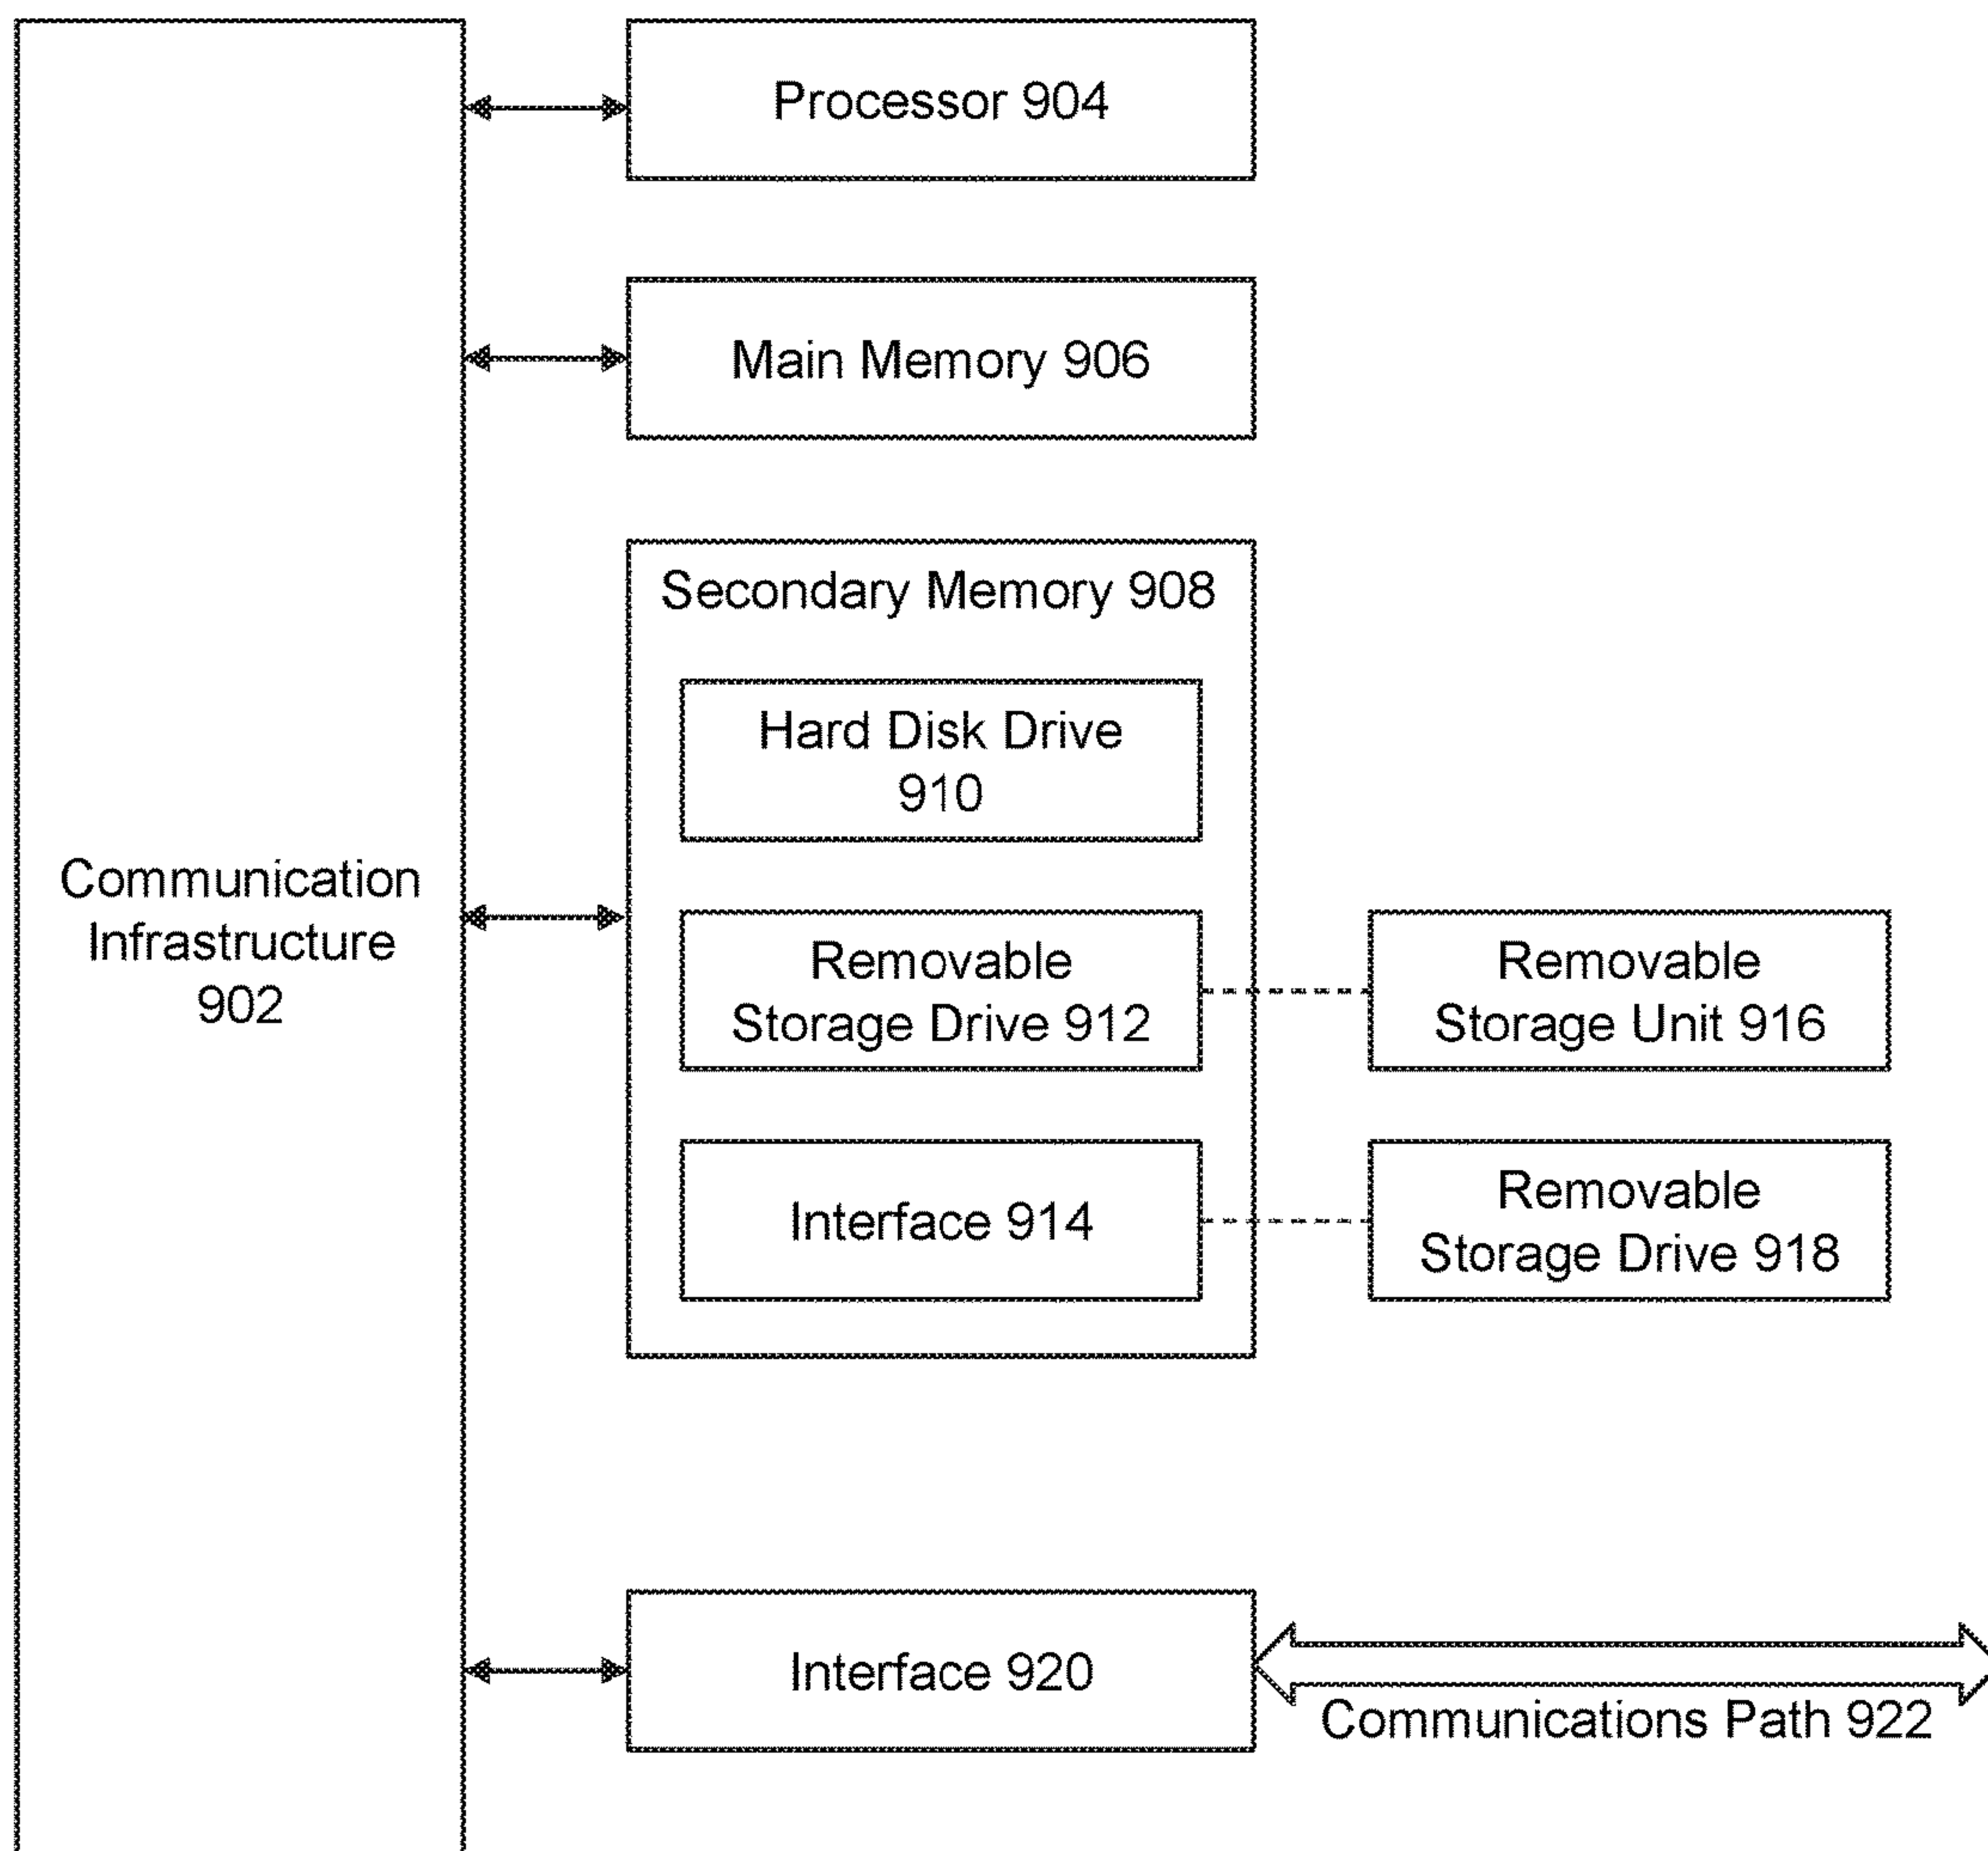 Processor 904
Main Memory 906
Secondary Memory 908
Hard Disk Drive
910
Communication
Infrastructure
902
Removable
Storage Drive 912
Removable
Storage Unit 916
Interface 914
Removable
Storage Drive 918
Interface 920
Communications Path 922